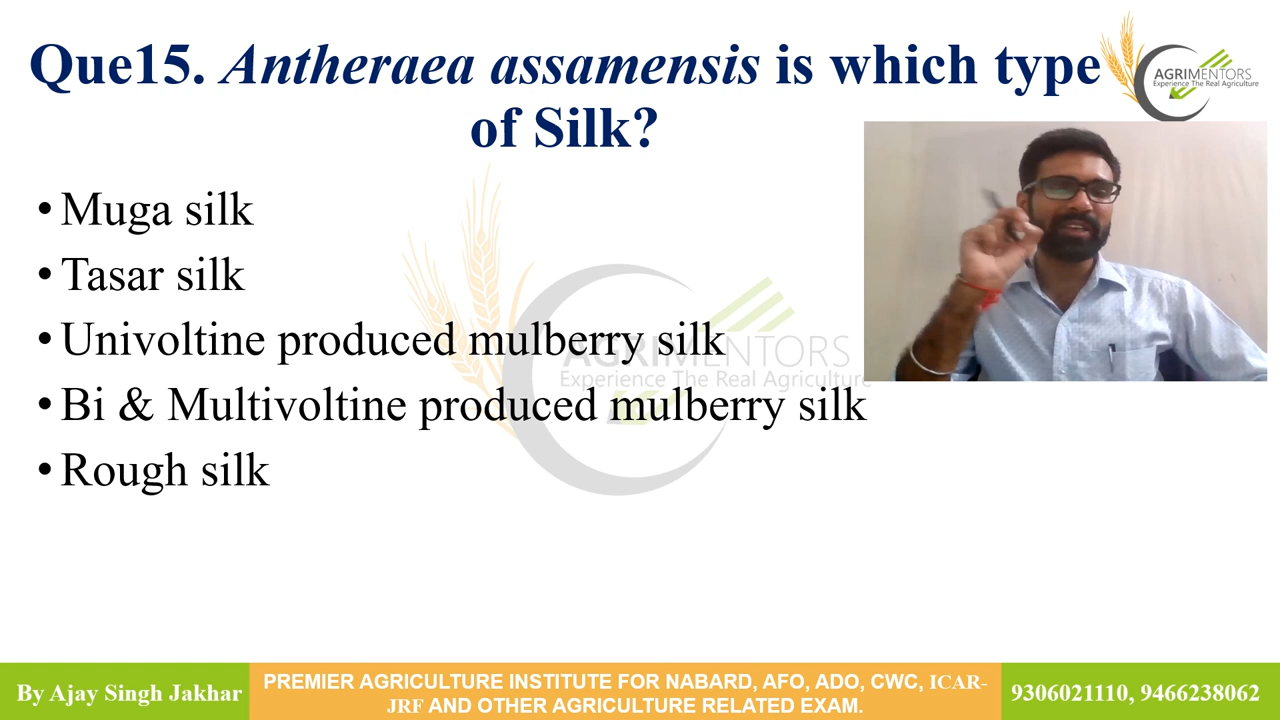 Que15. Antheraea assamensis is which type
of Silk?
AGRIMENTORS
Experience The Real Agriculture
• Muga silk
• Tasar silk
• Univoltine produced mulberry silk
AGRIMENTORS
Experience The Real Agriculture
• Bi & Multivoltine produced mulberry silk
• Rough silk
By Ajay Singh Jakhar
PREMIER AGRICULTURE INSTITUTE FOR NABARD, AFO, ADO, CWC, ICAR-
JRF AND OTHER AGRICULTURE RELATED EXAM.
9306021110, 9466238062